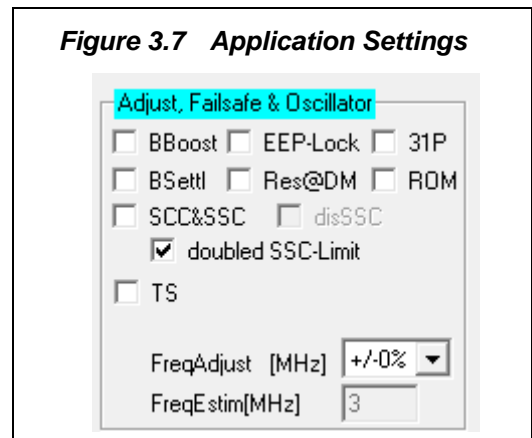 Figure 3.7 Application Settings
Adjust, Failsafe & Oscillator
BBoost EEP-Lock 31P
BSettl Res@DM ROM
SCC&SSC disSSC
doubled SSC-Limit
TS
FreqAdjust [MHz] +/-0%
FreqEstim[MHz] 3